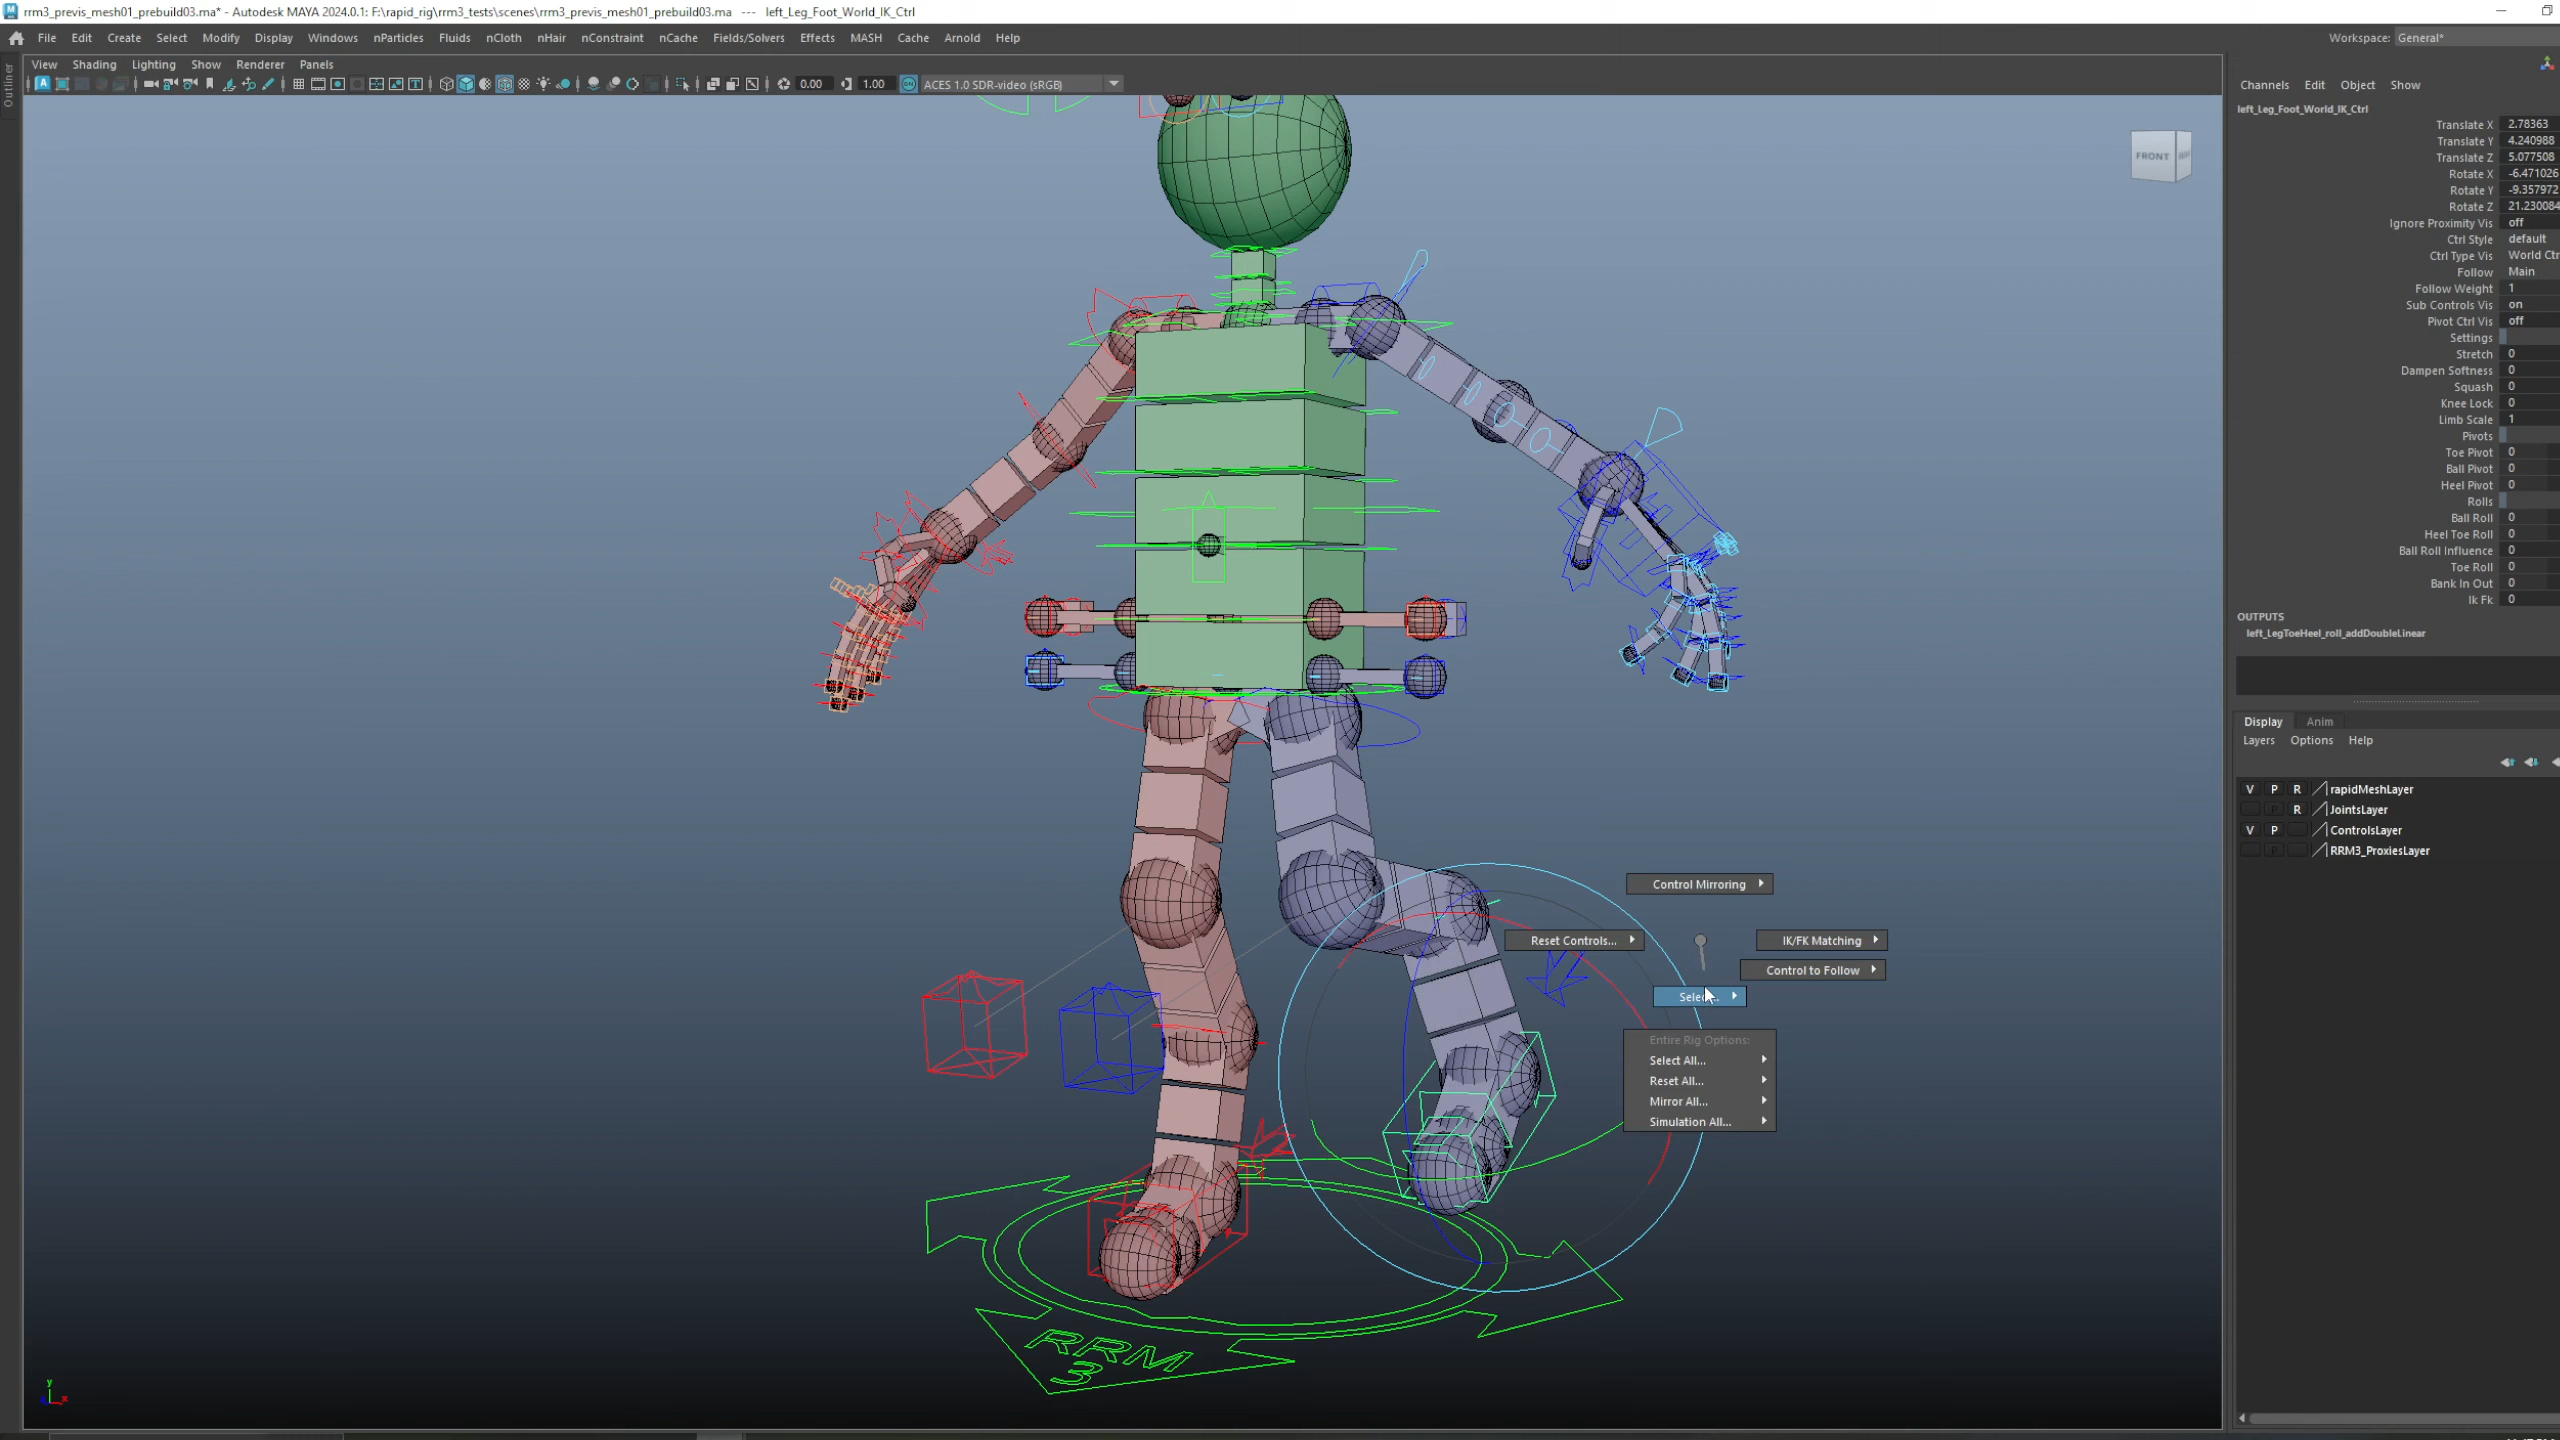 rrm3_previs_mesh01_prebuild03.ma* - Autodesk MAYA 2024.0.1: F:\rapid_rig\rrm3_tests\scenes\rrm3_previs_mesh01_prebuild03.ma --- left_Leg_Foot_World_IK_Ctrl
File Edit Create Select Modify Display Windows nParticles Fluids nCloth nHair nConstraint nCache Fields/Solvers Effects MASH Cache Arnold Help
Workspace: General*
Outliner
View Shading Lighting Show Renderer Panels
0.00 1.00 ACES 1.0 SDR-video (sRGB)
FRONT
Channels Edit Object Show
left_Leg_Foot_World_IK_Ctrl
Translate X 2.78363
Translate Y 4.240988
Translate Z 5.077508
Rotate X -6.471026
Rotate Y -9.357972
Rotate Z 21.230084
Ignore Proximity Vis off
Ctrl Style default
Ctrl Type Vis World Ctr
Follow Main
Follow Weight 1
Sub Controls Vis on
Pivot Ctrl Vis off
Settings
Stretch 0
Dampen Softness 0
Squash 0
Knee Lock 0
Limb Scale 1
Pivots
Toe Pivot 0
Ball Pivot 0
Heel Pivot 0
Rolls
Ball Roll 0
Heel Toe Roll 0
Ball Roll Influence 0
Toe Roll 0
Bank In Out 0
Ik Fk 0
OUTPUTS
left_LegToeHeel_roll_addDoubleLinear
Display Anim
Layers Options Help
V P R rapidMeshLayer
P R JointsLayer
V P ControlsLayer
P RRM3_ProxiesLayer
Control Mirroring
Reset Controls...
IK/FK Matching
Control to Follow
Select...
Entire Rig Options:
Select All...
Reset All...
Mirror All...
Simulation All...
RRM
3
y
x